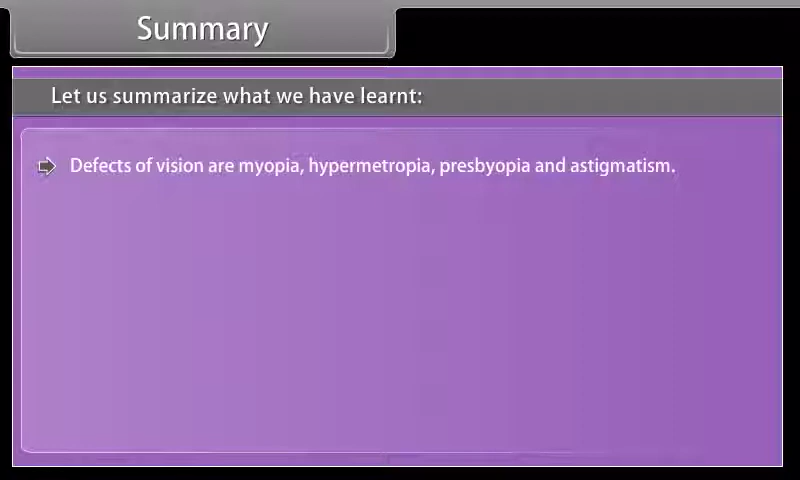 Summary
Let us summarize what we have learnt:
Defects of vision are myopia, hypermetropia, presbyopia and astigmatism.